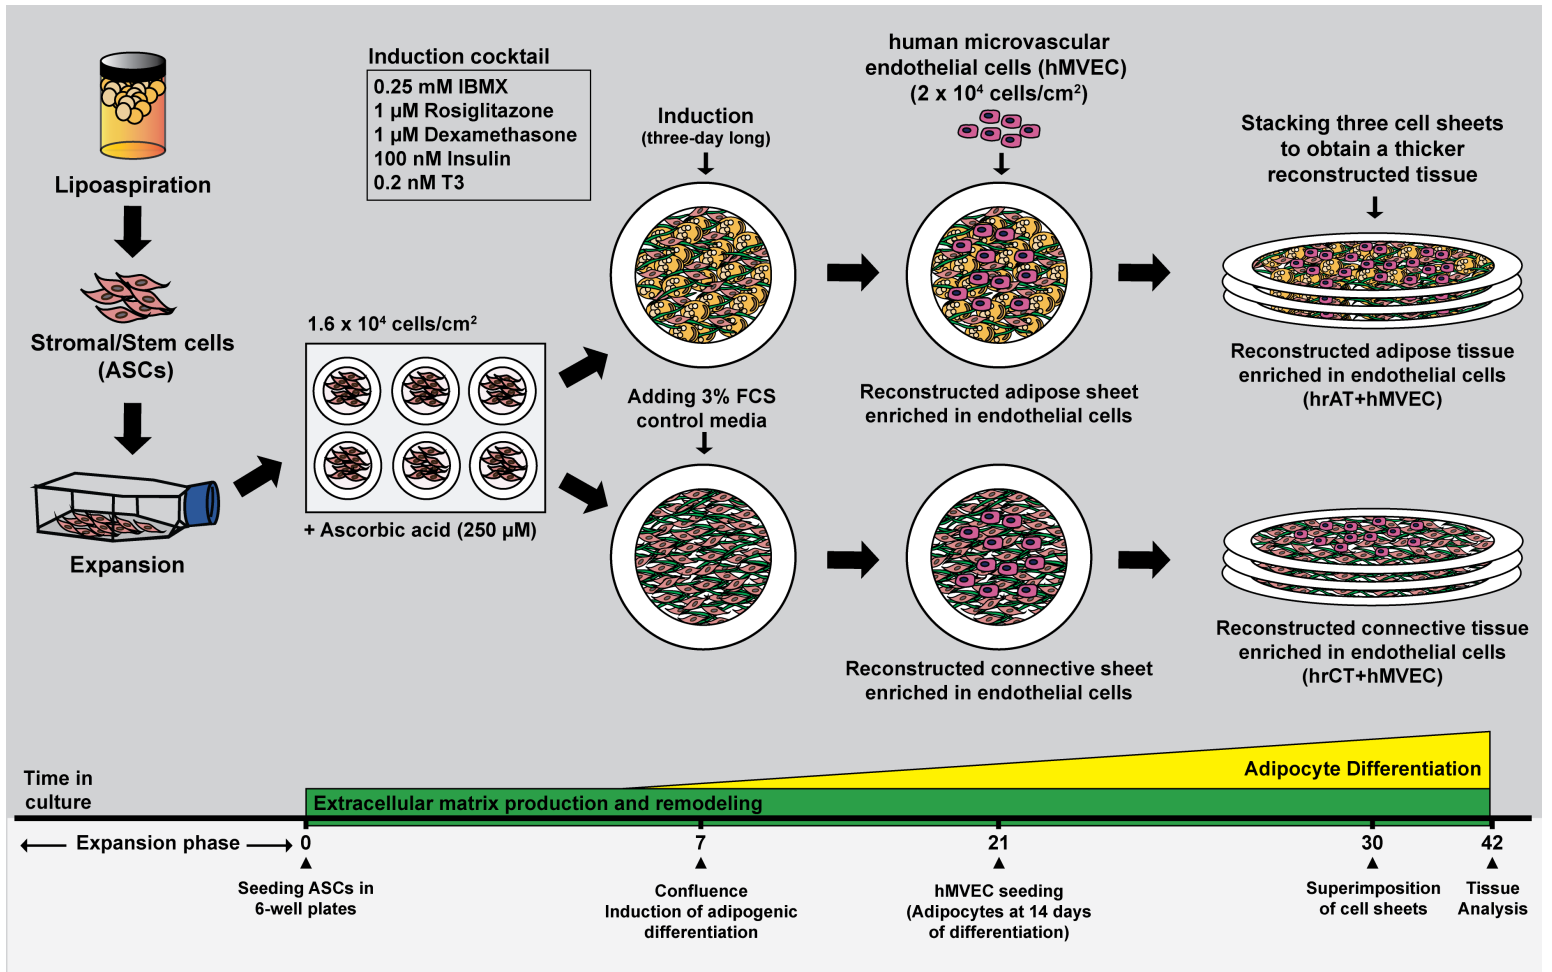 Lipoaspiration
Stromal/Stem cells
(ASCs)
Expansion
Induction cocktail
0.25 mM IBMX
1 µM Rosiglitazone
1 µM Dexamethasone
100 nM Insulin
0.2 nM T3
1.6 x 10⁴ cells/cm²
+ Ascorbic acid (250 µM)
Induction
(three-day long)
Adding 3% FCS
control media
human microvascular
endothelial cells (hMVEC)
(2 x 10⁴ cells/cm²)
Reconstructed adipose sheet
enriched in endothelial cells
Reconstructed connective sheet
enriched in endothelial cells
Stacking three cell sheets
to obtain a thicker
reconstructed tissue
Reconstructed adipose tissue
enriched in endothelial cells
(hrAT+hMVEC)
Reconstructed connective tissue
enriched in endothelial cells
(hrCT+hMVEC)
Time in
culture
Adipocyte Differentiation
Extracellular matrix production and remodeling
Expansion phase
0
7
21
30
42
Seeding ASCs in
6-well plates
Confluence
Induction of adipogenic
differentiation
hMVEC seeding
(Adipocytes at 14 days
of differentiation)
Superimposition
of cell sheets
Tissue
Analysis